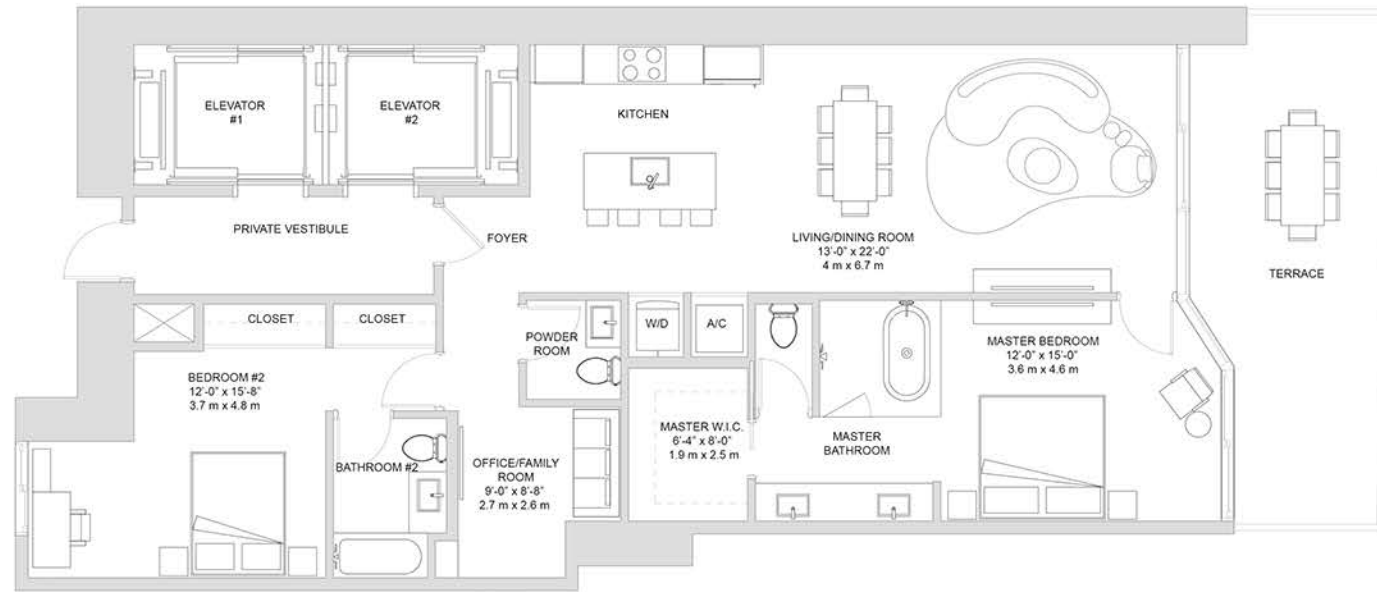 ELEVATOR
#1
ELEVATOR
#2
KITCHEN
PRIVATE VESTIBULE
FOYER
LIVING/DINING ROOM
13'-0" x 22'-0"
4 m x 6.7 m
TERRACE
CLOSET
CLOSET
POWDER
ROOM
W/D
A/C
MASTER BEDROOM
12'-0" x 15'-0"
3.6 m x 4.6 m
BEDROOM #2
12'-0" x 15'-8"
3.7 m x 4.8 m
MASTER W.I.C.
6'-4" x 8'-0"
1.9 m x 2.5 m
MASTER
BATHROOM
BATHROOM #2
OFFICE/FAMILY
ROOM
9'-0" x 8'-8"
2.7 m x 2.6 m